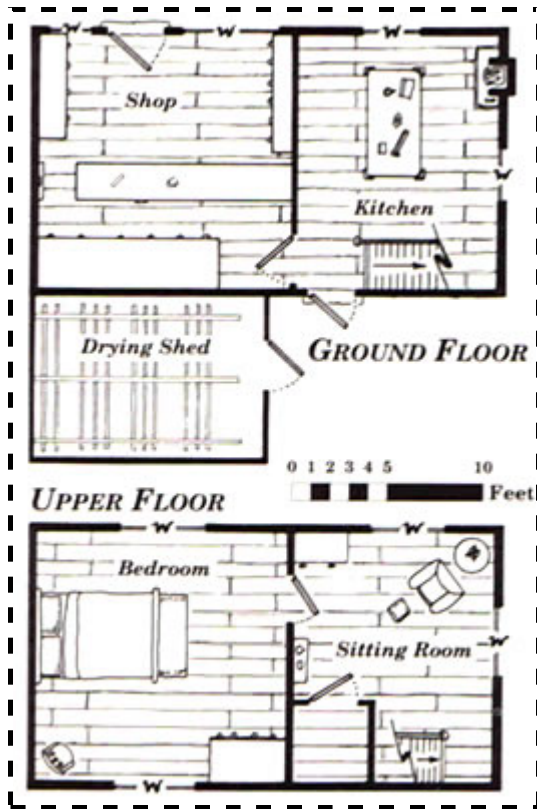 W
W
W
Shop
W
Kitchen
Drying Shed
GROUND FLOOR
0 1 2 3 4 5 10
Feet
UPPER FLOOR
W
W
Bedroom
W
Sitting Room
W